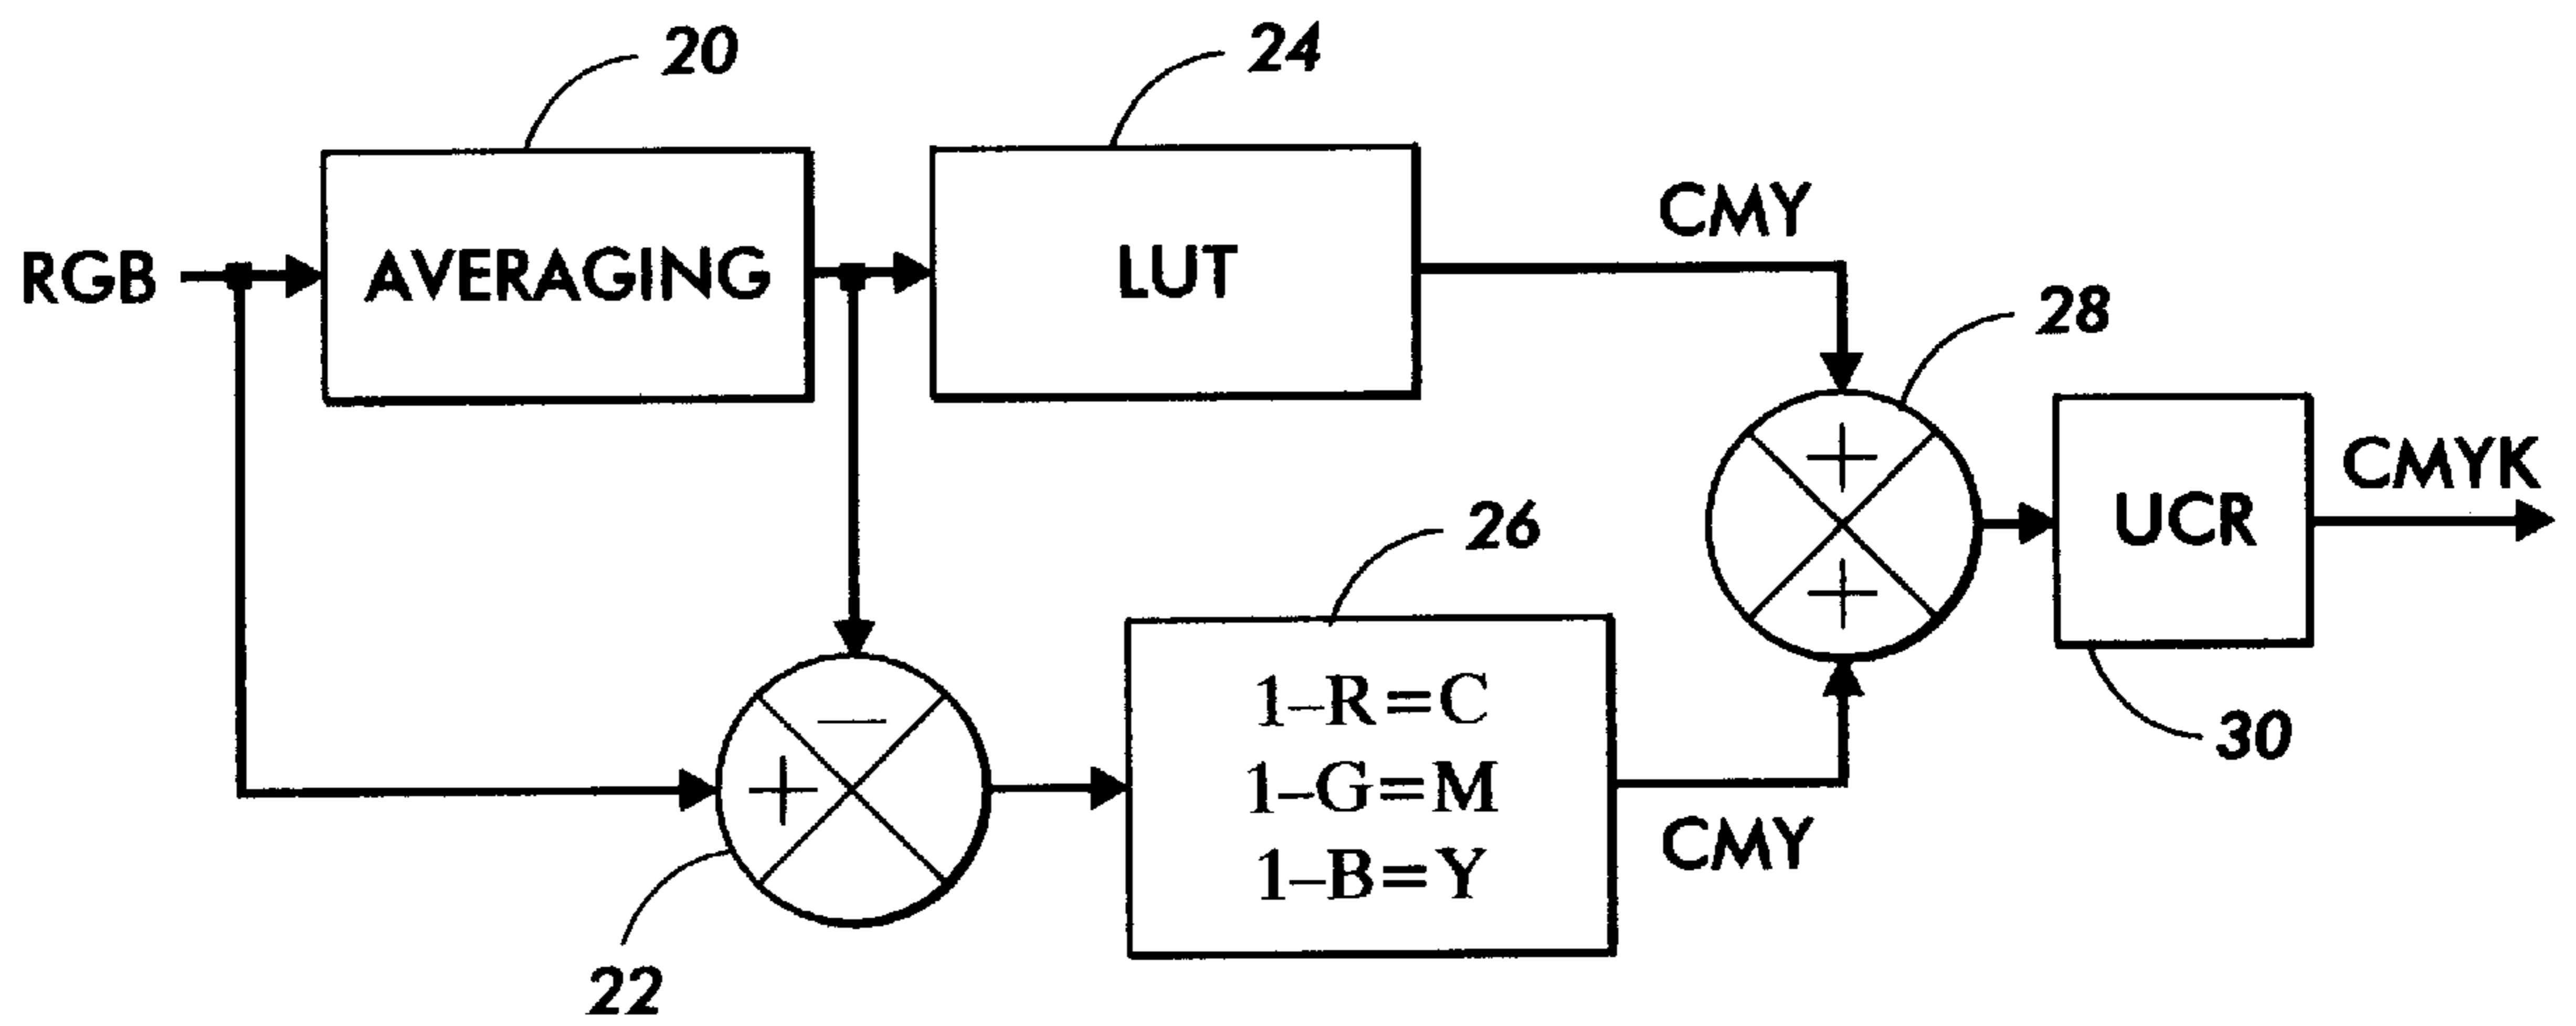 20
24
RGB
AVERAGING
LUT
CMY
28
+
+
UCR
CMYK
30
26
1–R=C
1–G=M
1–B=Y
CMY
–
+
22